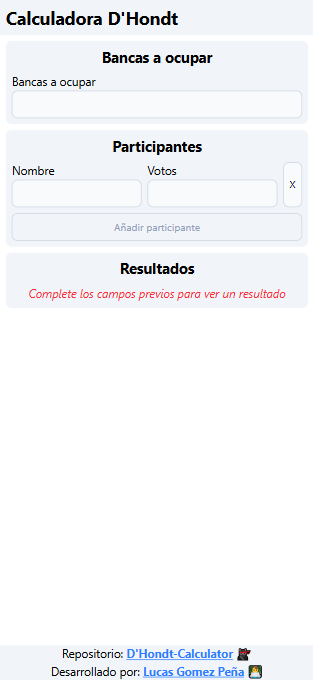 Calculadora D'Hondt
Bancas a ocupar
Bancas a ocupar
Participantes
Nombre Votos
X
Añadir participante
Resultados
Complete los campos previos para ver un resultado
Repositorio: D'Hondt-Calculator
Desarrollado por: Lucas Gomez Peña